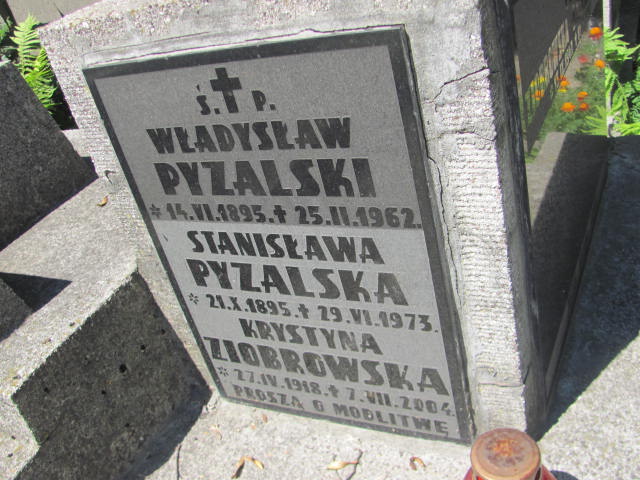 Ś. † P.
WŁADYSŁAW
PYZALSKI
* 14.VI.1895. † 25.II.1962.
STANISŁAWA
PYZALSKA
* 21.X.1895. † 29.VI.1973.
KRYSTYNA
ZIOBROWSKA
* 27.IV.1918 † 7.VII.2004.
PROSZĄ O MODLITWĘ